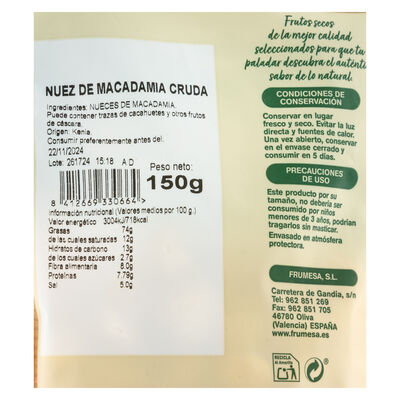 NUEZ DE MACADAMIA CRUDA
Ingredientes: NUECES DE MACADAMIA.
Puede contener trazas de cacahuetes y otros frutos
de cáscara.
Origen: Kenia.
Consumir preferentemente antes del:
22/11/2024
Lote: 261724 15:18 A D
Peso neto:
150g
8 412669 330664 >
Información nutricional (Valores medios por 100 g.)
Valor energético 3004kJ/718kcal
Grasas 74g
de las cuales saturadas 12g
Hidratos de carbono 13g
de los cuales azúcares 2.7g
Fibra alimentaria 8.0g
Proteínas 7.79g
Sal 5.0g
Frutos secos
de la mejor calidad
seleccionados para que tu
paladar descubra el auténti
sabor de lo natural.
CONDICIONES DE
CONSERVACIÓN
Conservar en lugar
fresco y seco. Evitar la luz
directa y fuentes de calor.
Una vez abierto, conservar
en el envase cerrado y
consumir en 5 días.
PRECAUCIONES
DE USO
Este producto por su
tamaño, no debería ser
consumido por niños
menores de 3 años, podrían
tragarlos sin masticar.
Envasado en atmósfera
protectora.
FRUMESA, S.L.
Carretera de Gandia, s/n
Tel: 962 851 269
Fax: 962 851 705
46780 Oliva
(Valencia) ESPAÑA
www.frumesa.es
RECICLA
Al Amarillo